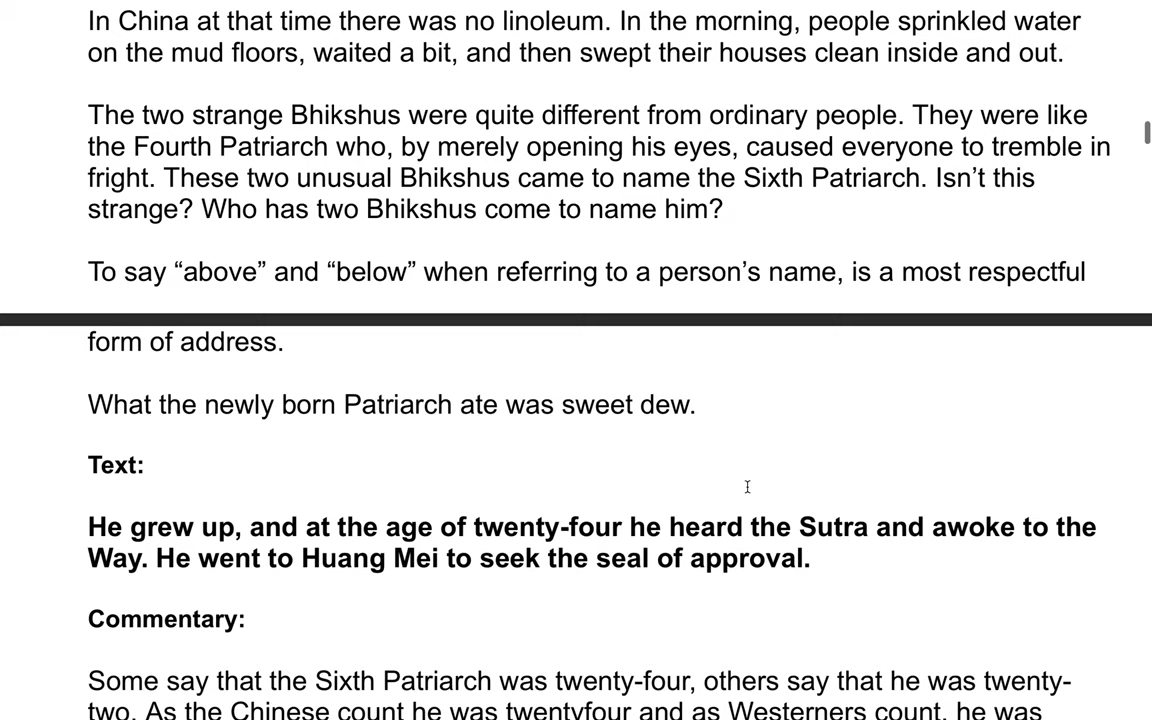 In China at that time there was no linoleum. In the morning, people sprinkled water
on the mud floors, waited a bit, and then swept their houses clean inside and out.
The two strange Bhikshus were quite different from ordinary people. They were like
the Fourth Patriarch who, by merely opening his eyes, caused everyone to tremble in
fright. These two unusual Bhikshus came to name the Sixth Patriarch. Isn’t this
strange? Who has two Bhikshus come to name him?
To say “above” and “below” when referring to a person’s name, is a most respectful
form of address.
What the newly born Patriarch ate was sweet dew.
Text:
He grew up, and at the age of twenty-four he heard the Sutra and awoke to the
Way. He went to Huang Mei to seek the seal of approval.
Commentary:
Some say that the Sixth Patriarch was twenty-four, others say that he was twenty-
two. As the Chinese count he was twentyfour and as Westerners count, he was